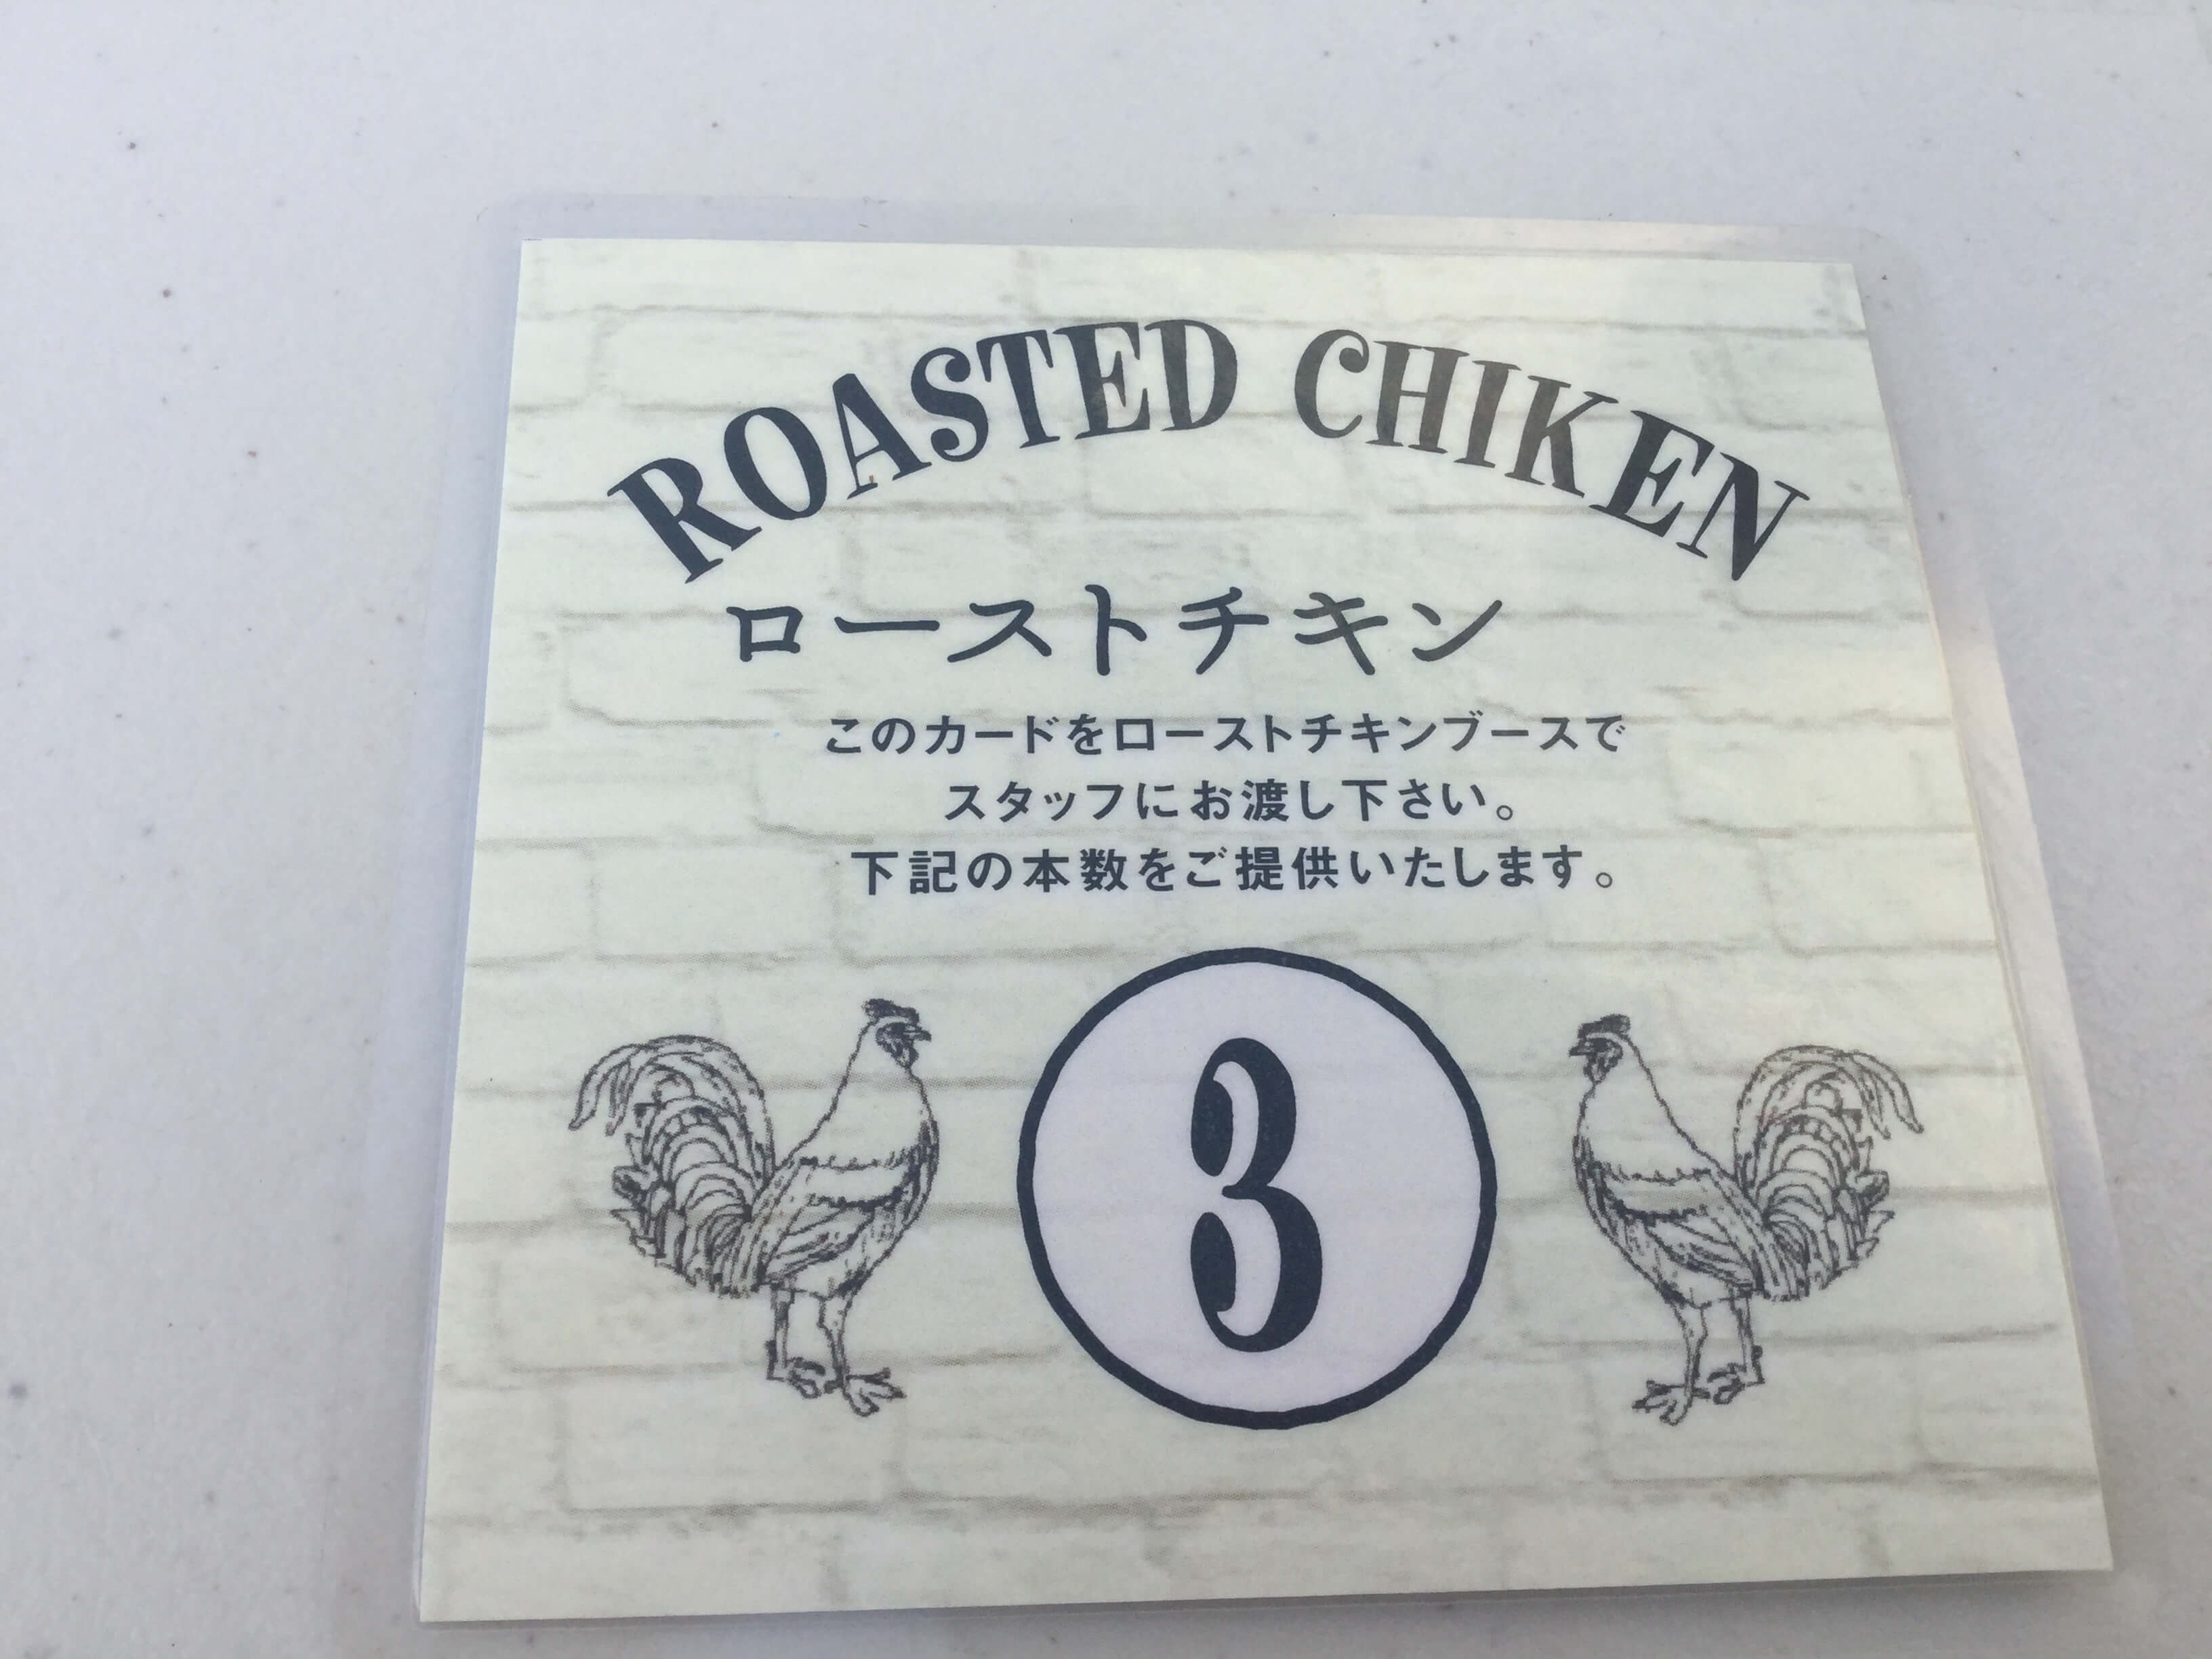 ROASTED CHIKEN
ローストチキン
このカードをローストチキンブースで
スタッフにお渡し下さい。
下記の本数をご提供いたします。
3